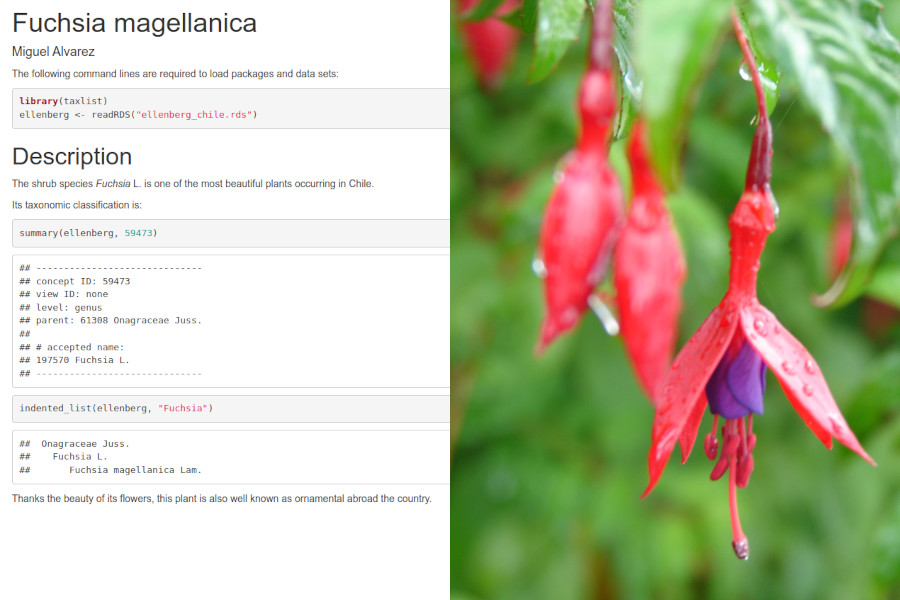 Fuchsia magellanica
Miguel Alvarez
The following command lines are required to load packages and data sets:
library(taxlist)
ellenberg <- readRDS("ellenberg_chile.rds")
Description
The shrub species Fuchsia L. is one of the most beautiful plants occurring in Chile.
Its taxonomic classification is:
summary(ellenberg, 59473)
## ------------------------------
## concept ID: 59473
## view ID: none
## level: genus
## parent: 61308 Onagraceae Juss.
##
## # accepted name:
## 197570 Fuchsia L.
## ------------------------------
indented_list(ellenberg, "Fuchsia")
##  Onagraceae Juss.
##    Fuchsia L.
##       Fuchsia magellanica Lam.
Thanks the beauty of its flowers, this plant is also well known as ornamental abroad the country.